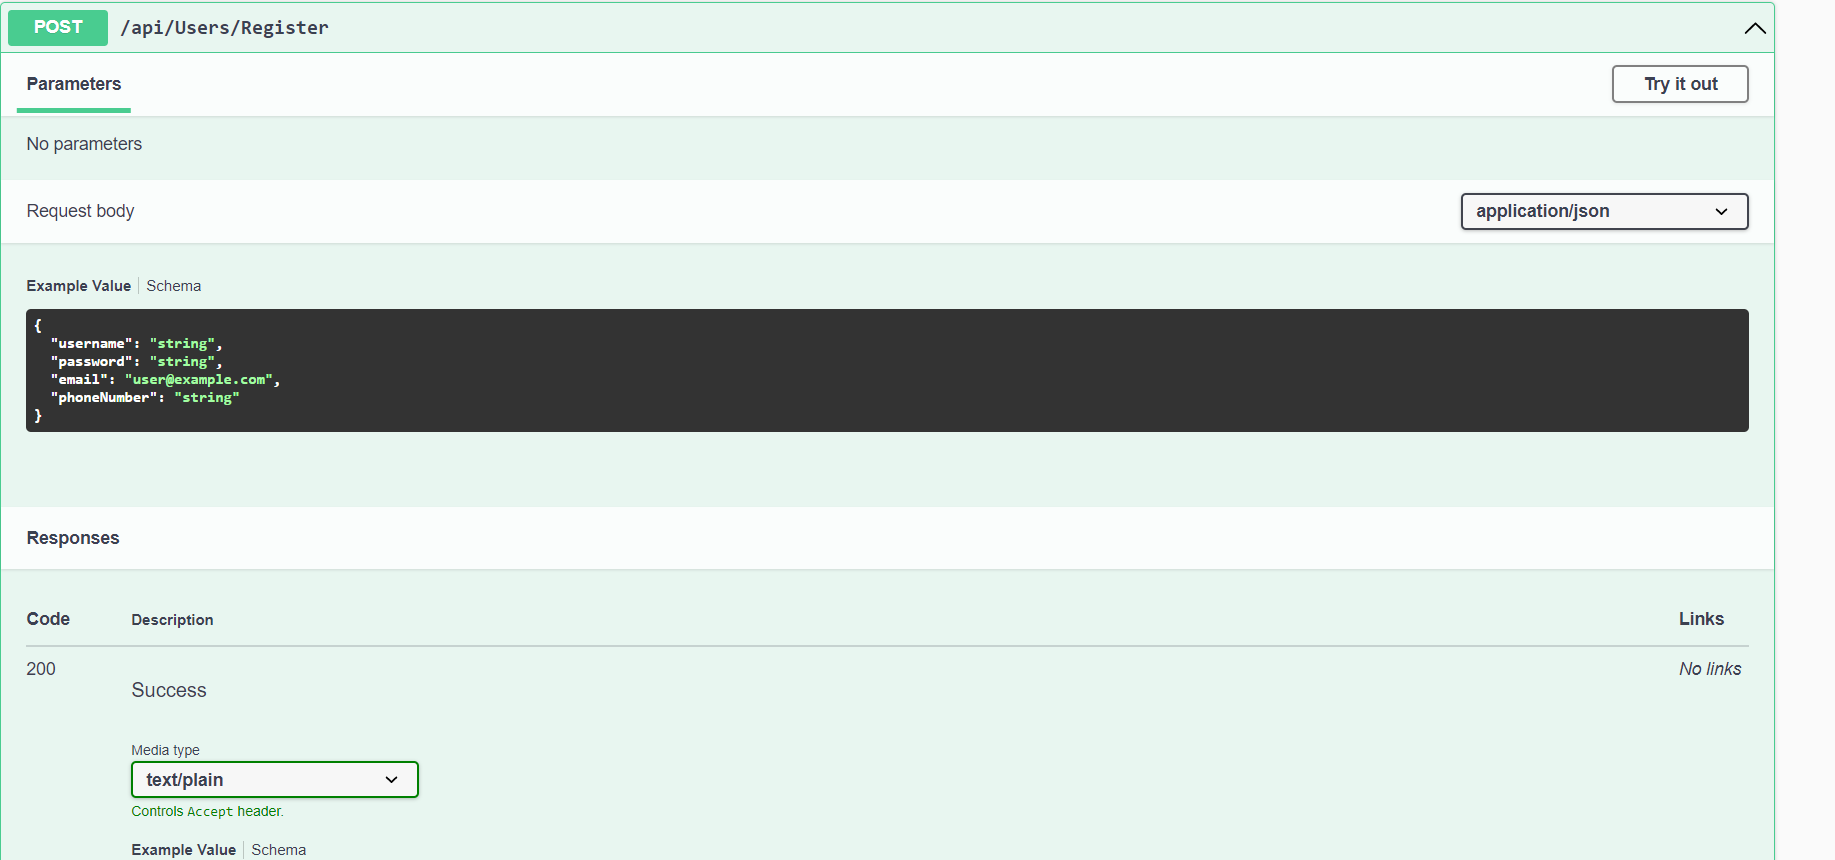 POST /api/Users/Register
Parameters
Try it out
No parameters
Request body
application/json
Example Value Schema
{
"username": "string",
"password": "string",
"email": "user@example.com",
"phoneNumber": "string"
}
Responses
Code Description Links
200 No links
Success
Media type
text/plain
Controls Accept header.
Example Value Schema